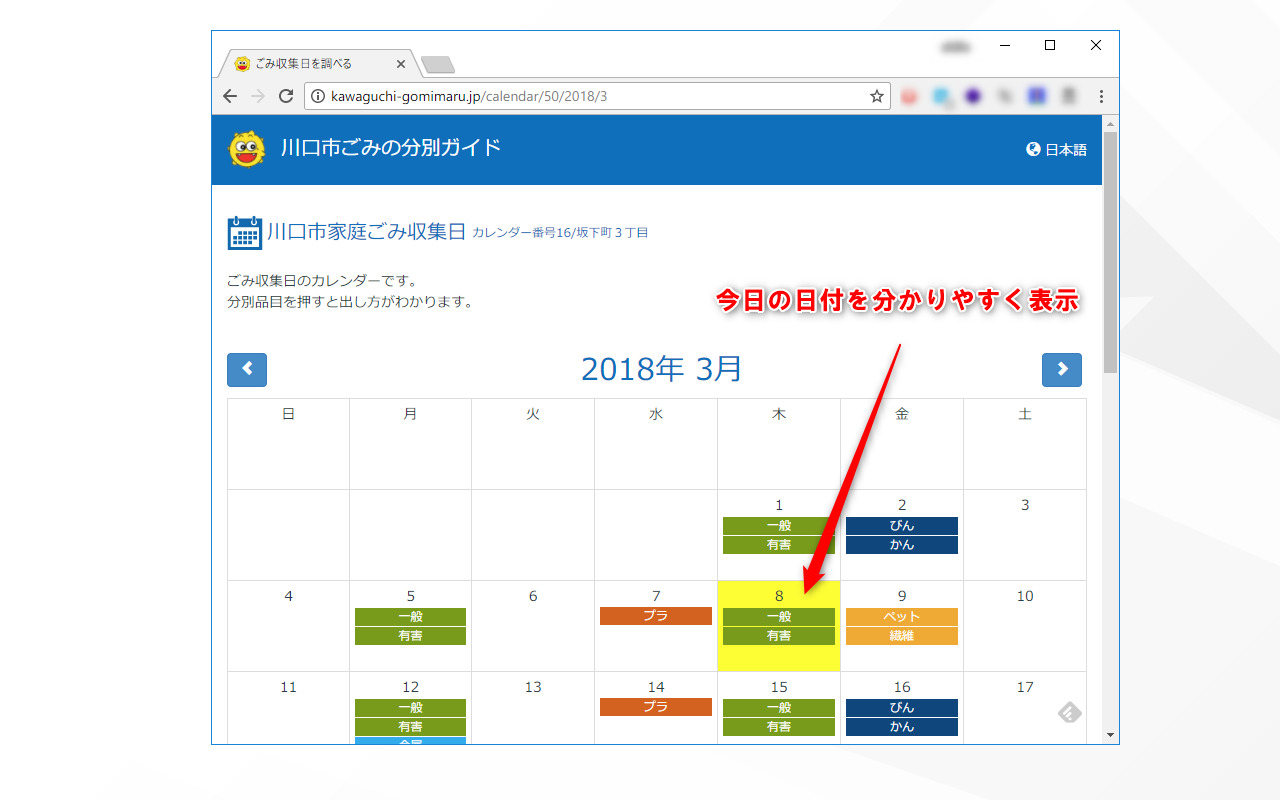 ごみ収集日を調べる
kawaguchi-gomimaru.jp/calendar/50/2018/3
川口市ごみの分別ガイド
日本語
川口市家庭ごみ収集日 カレンダー番号16/坂下町３丁目
ごみ収集日のカレンダーです。
分別品目を押すと出し方がわかります。
今日の日付を分かりやすく表示
2018年 3月
日 月 火 水 木 金 土
1 2 3
一般 びん
有害 かん
4 5 6 7 8 9 10
一般 プラ 一般 ペット
有害 有害 繊維
11 12 13 14 15 16 17
一般 プラ 一般 びん
有害 有害 かん